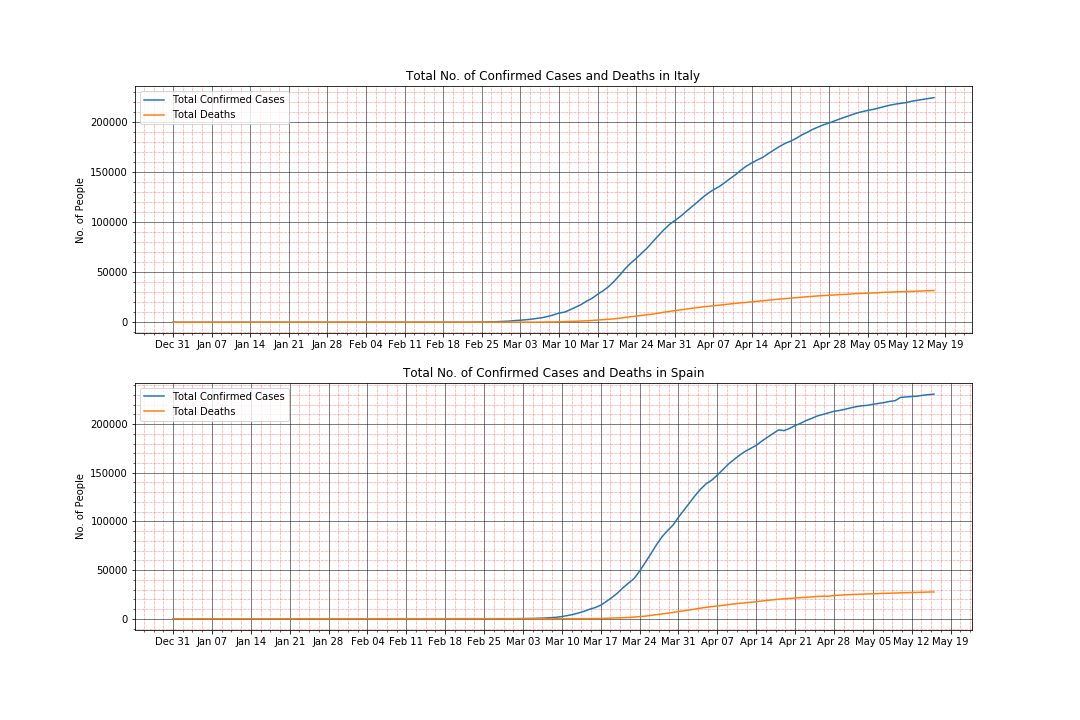 Total No. of Confirmed Cases and Deaths in Italy
Total Confirmed Cases
Total Deaths
No. of People
200000
150000
100000
50000
0
Dec 31 Jan 07 Jan 14 Jan 21 Jan 28 Feb 04 Feb 11 Feb 18 Feb 25 Mar 03 Mar 10 Mar 17 Mar 24 Mar 31 Apr 07 Apr 14 Apr 21 Apr 28 May 05 May 12 May 19
Total No. of Confirmed Cases and Deaths in Spain
Total Confirmed Cases
Total Deaths
No. of People
200000
150000
100000
50000
0
Dec 31 Jan 07 Jan 14 Jan 21 Jan 28 Feb 04 Feb 11 Feb 18 Feb 25 Mar 03 Mar 10 Mar 17 Mar 24 Mar 31 Apr 07 Apr 14 Apr 21 Apr 28 May 05 May 12 May 19